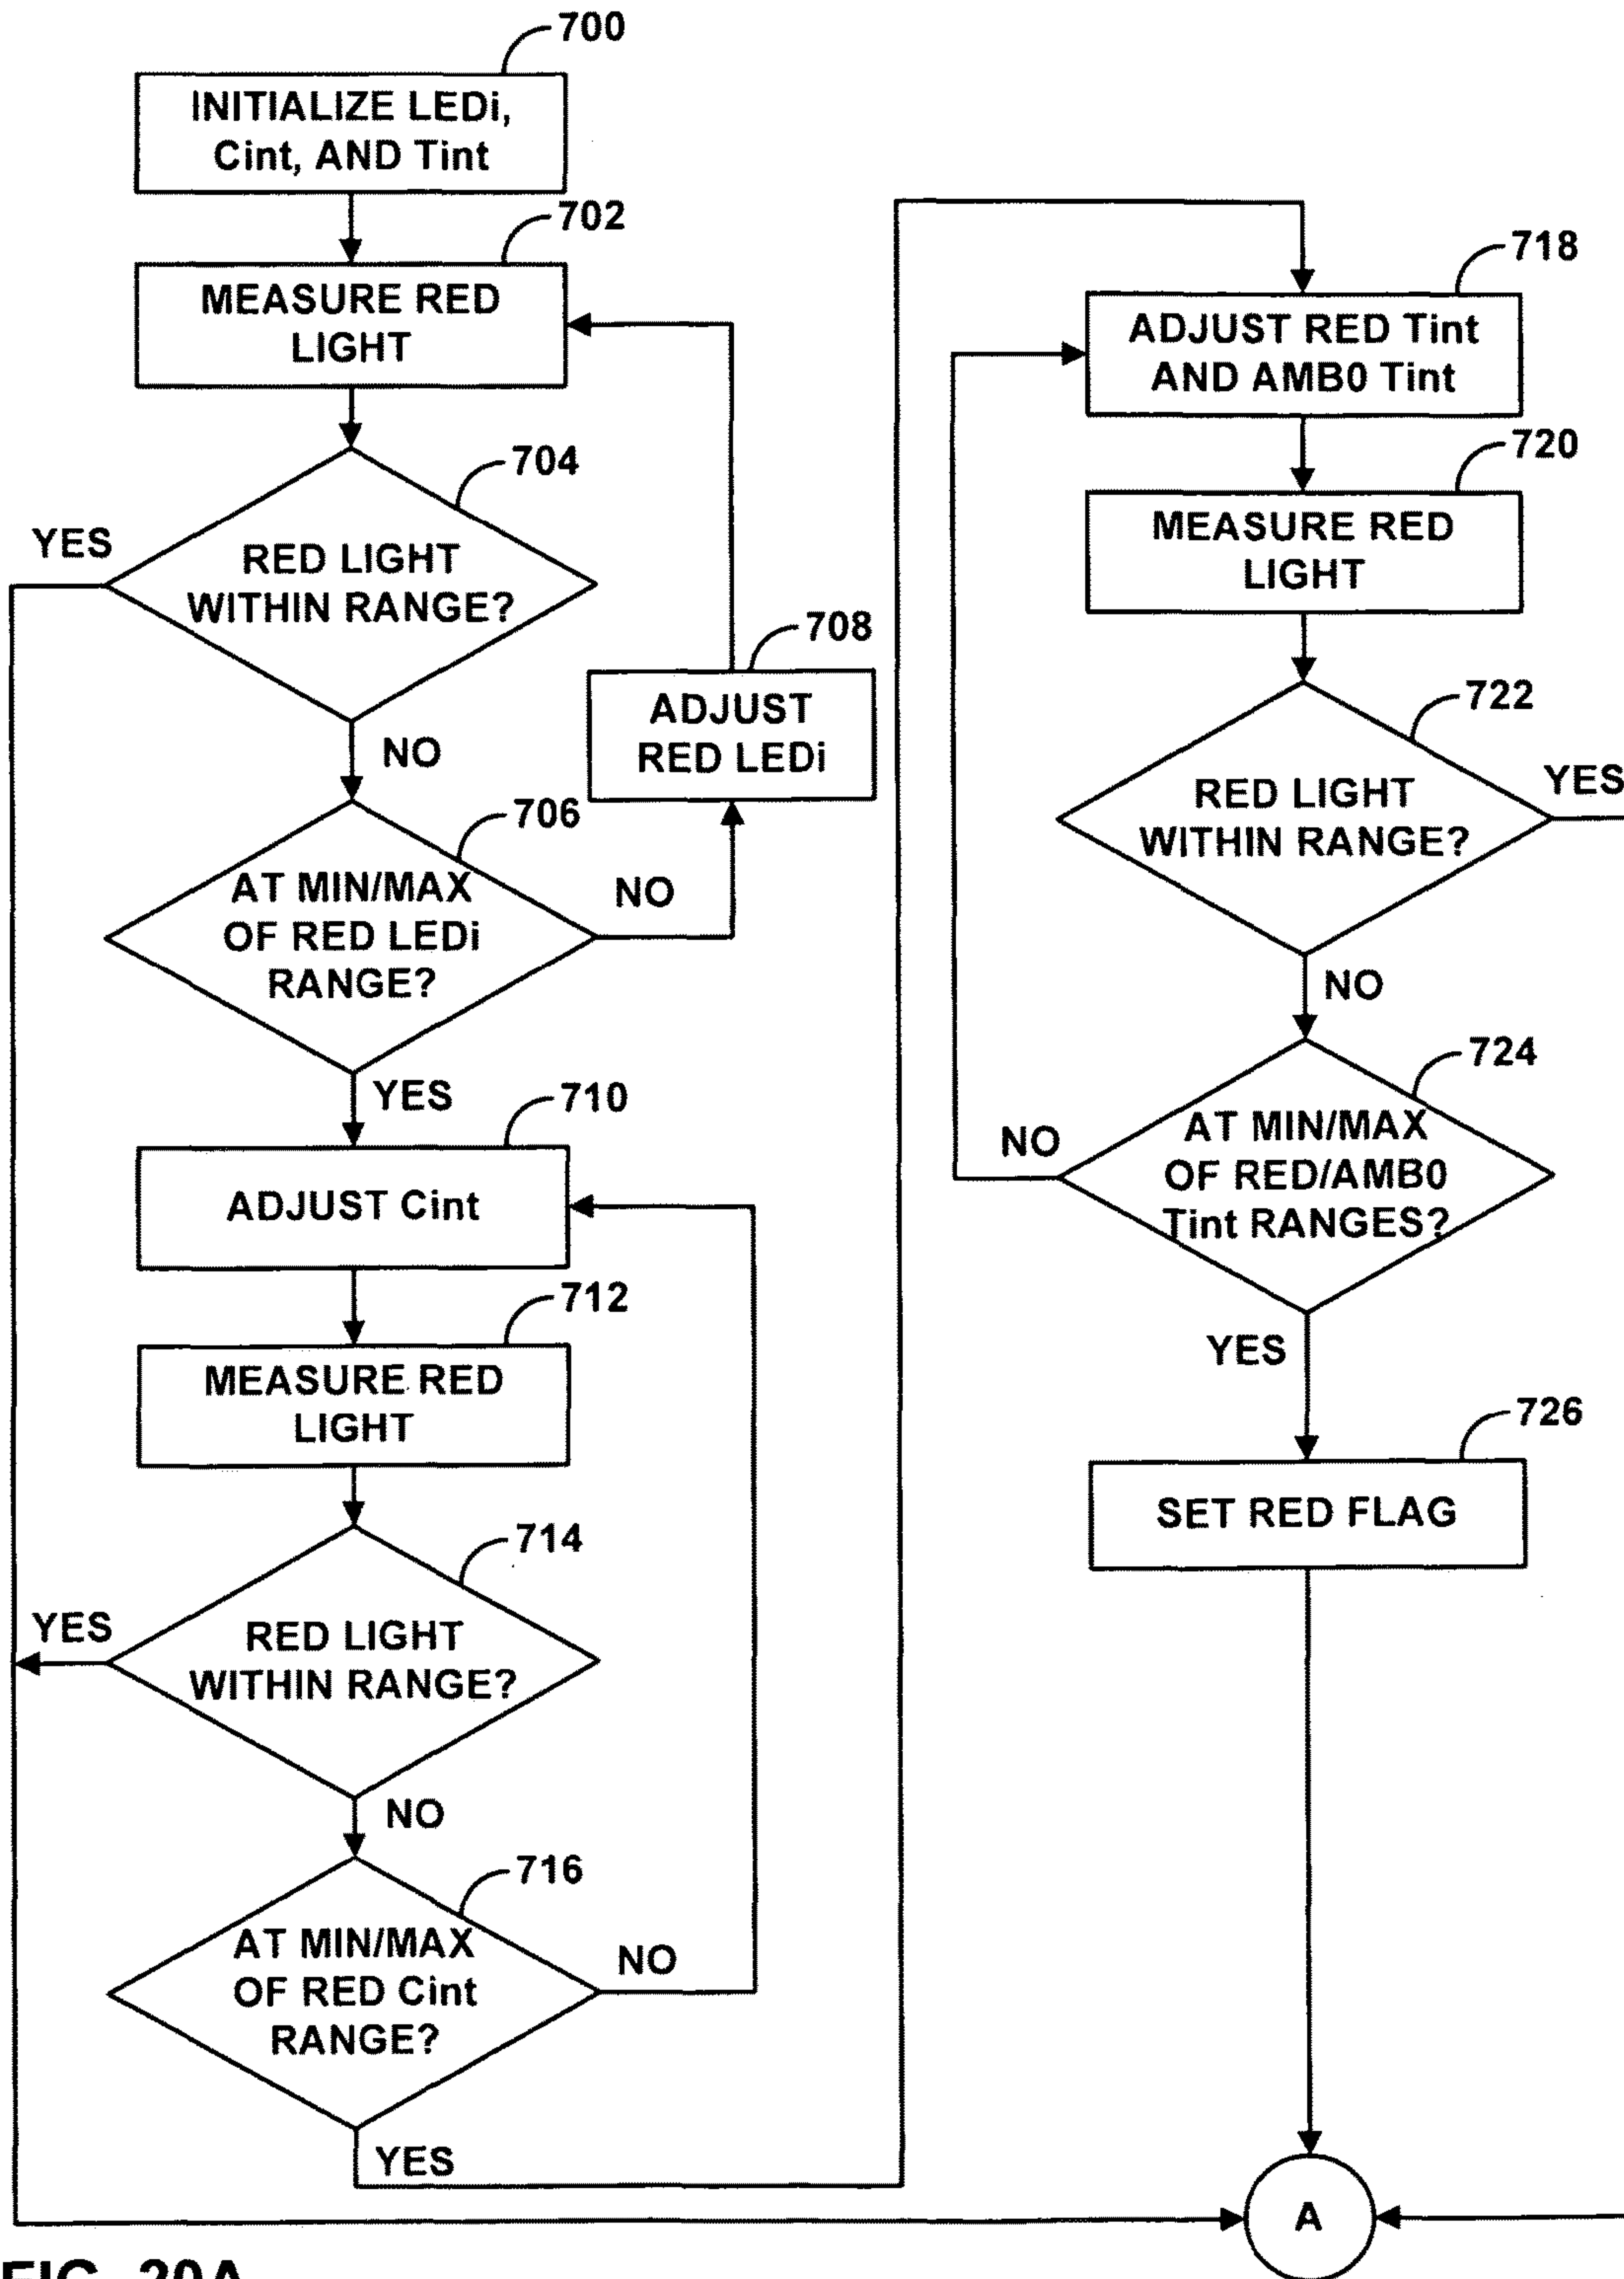 700
INITIALIZE LEDi,
Cint, AND Tint
702
MEASURE RED
LIGHT
704
YES
RED LIGHT
WITHIN RANGE?
NO
708
ADJUST
RED LEDi
706
AT MIN/MAX
OF RED LEDi
RANGE?
NO
YES
710
ADJUST Cint
712
MEASURE RED
LIGHT
714
YES
RED LIGHT
WITHIN RANGE?
NO
716
AT MIN/MAX
OF RED Cint
RANGE?
NO
YES
718
ADJUST RED Tint
AND AMB0 Tint
720
MEASURE RED
LIGHT
722
RED LIGHT
WITHIN RANGE?
YES
NO
724
AT MIN/MAX
OF RED/AMB0
Tint RANGES?
NO
YES
726
SET RED FLAG
A
FIG. 20A